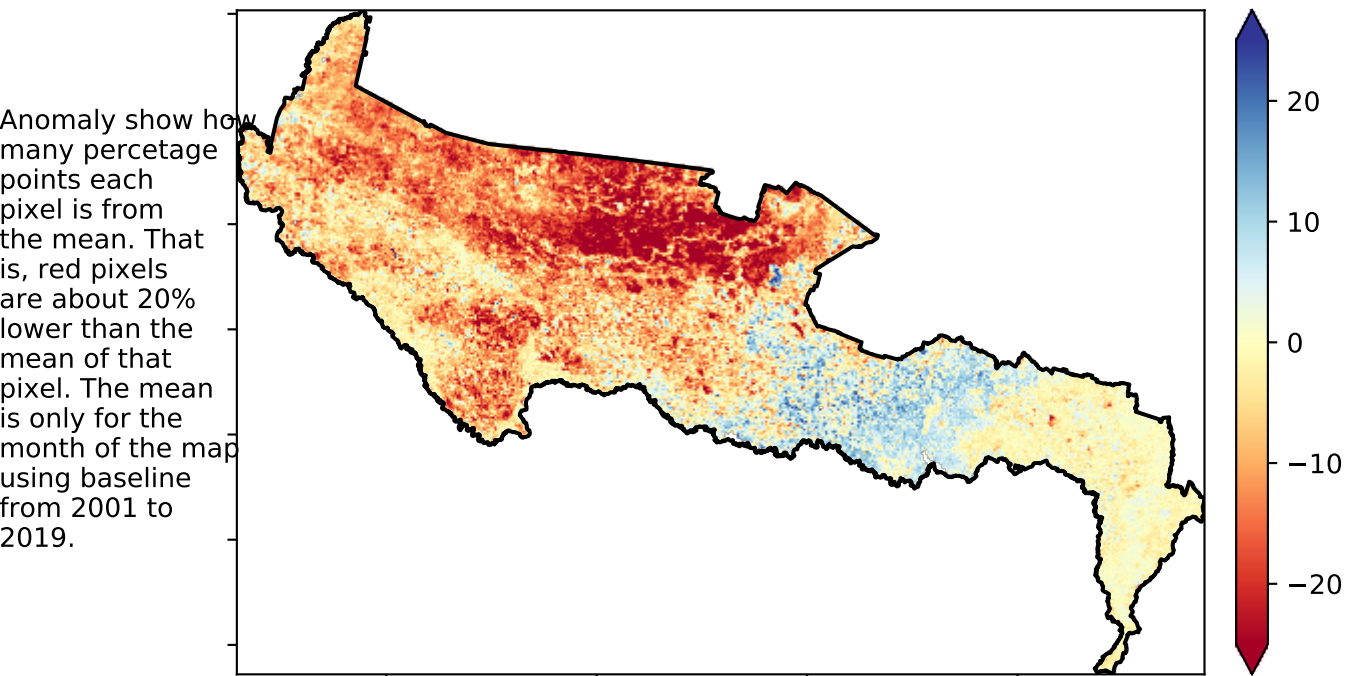 Anomaly show how
many percetage
points each
pixel is from
the mean. That
is, red pixels
are about 20%
lower than the
mean of that
pixel. The mean
is only for the
month of the map
using baseline
from 2001 to
2019.
20
10
0
−10
−20